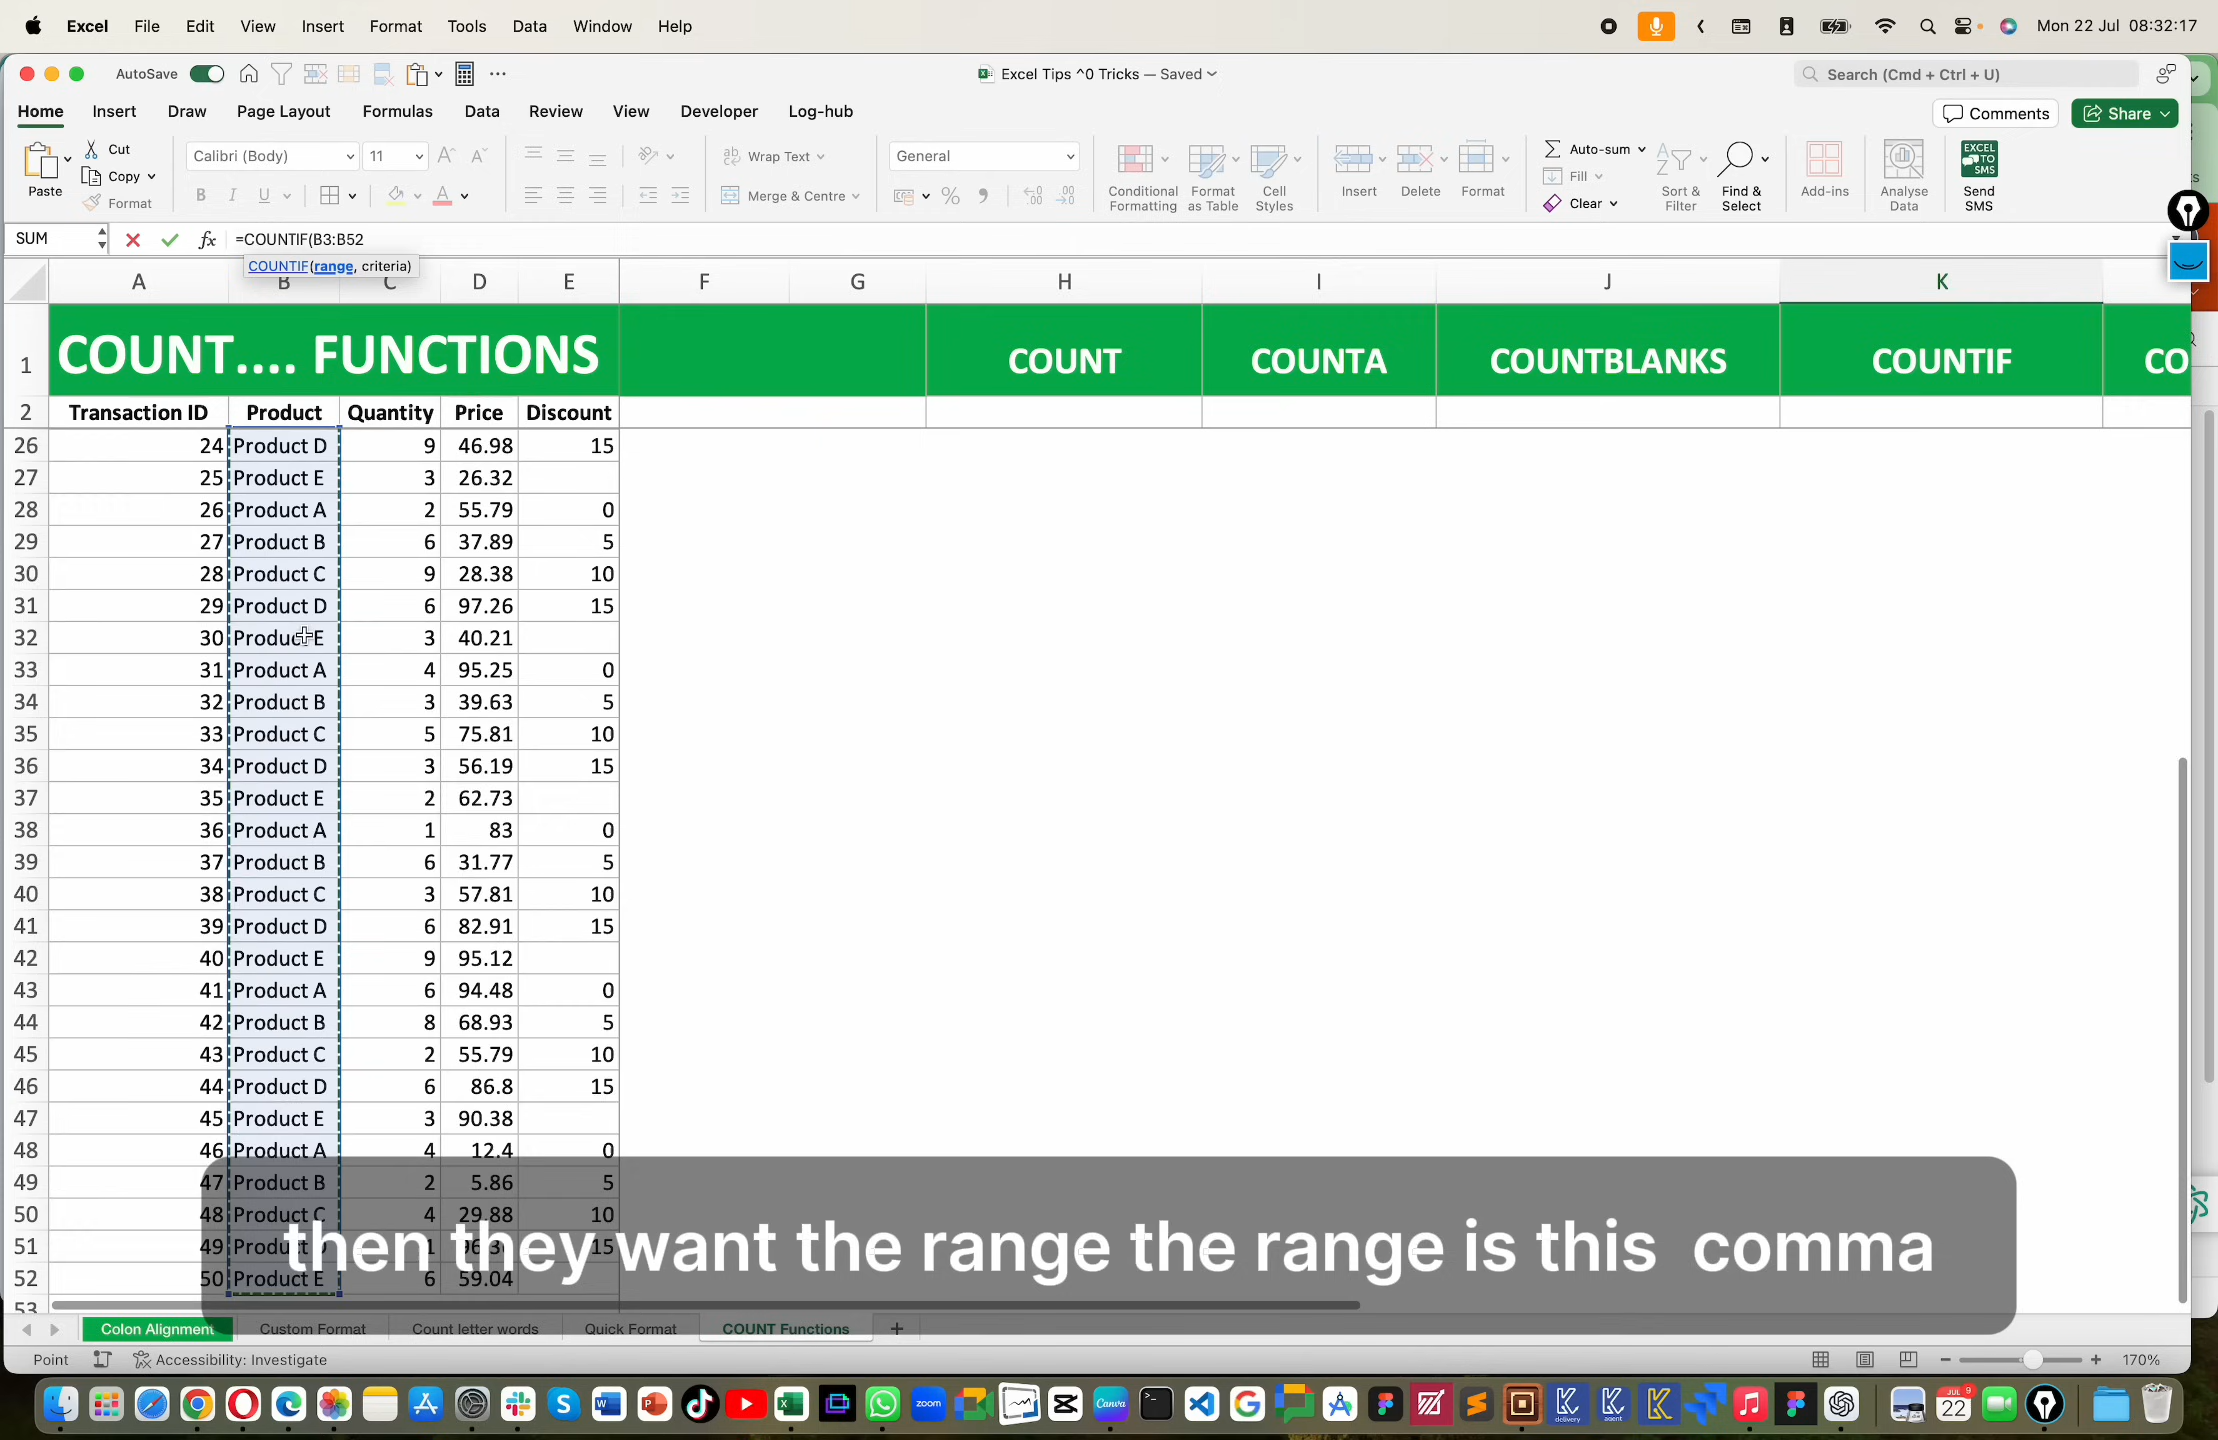 Excel File Edit View Insert Format Tools Data Window Help Mon 22 Jul 08:32:17
AutoSave Excel Tips ^0 Tricks — Saved Search (Cmd + Ctrl + U)
Home Insert Draw Page Layout Formulas Data Review View Developer Log-hub Comments Share
Paste Cut Copy Format
Calibri (Body) 11 A A B I U A
ab Wrap Text Merge & Centre
General %
Conditional Formatting Format as Table Cell Styles
Insert Delete Format
Auto-sum Fill Clear
Sort & Filter Find & Select Add-ins Analyse Data
EXCEL TO SMS Send SMS
SUM fx =COUNTIF(B3:B52
COUNTIF(range, criteria)
A B C D E F G H I J K
1 COUNT.... FUNCTIONS COUNT COUNTA COUNTBLANKS COUNTIF CO
2 Transaction ID Product Quantity Price Discount
26 24 Product D 9 46.98 15
27 25 Product E 3 26.32
28 26 Product A 2 55.79 0
29 27 Product B 6 37.89 5
30 28 Product C 9 28.38 10
31 29 Product D 6 97.26 15
32 30 Product E 3 40.21
33 31 Product A 4 95.25 0
34 32 Product B 3 39.63 5
35 33 Product C 5 75.81 10
36 34 Product D 3 56.19 15
37 35 Product E 2 62.73
38 36 Product A 1 83 0
39 37 Product B 6 31.77 5
40 38 Product C 3 57.81 10
41 39 Product D 6 82.91 15
42 40 Product E 9 95.12
43 41 Product A 6 94.48 0
44 42 Product B 8 68.93 5
45 43 Product C 2 55.79 10
46 44 Product D 6 86.8 15
47 45 Product E 3 90.38
48 46 Product A 4 12.4 0
49 47 Product B 2 5.86 5
50 48 Product C 4 29.88 10
51 49 15
52 50 Product E 6 59.04
53
then they want the range the range is this comma
Colon Alignment Custom Format Count letter words Quick Format COUNT Functions +
Point Accessibility: Investigate 170%
zoom Canva delivery agent JUL 22